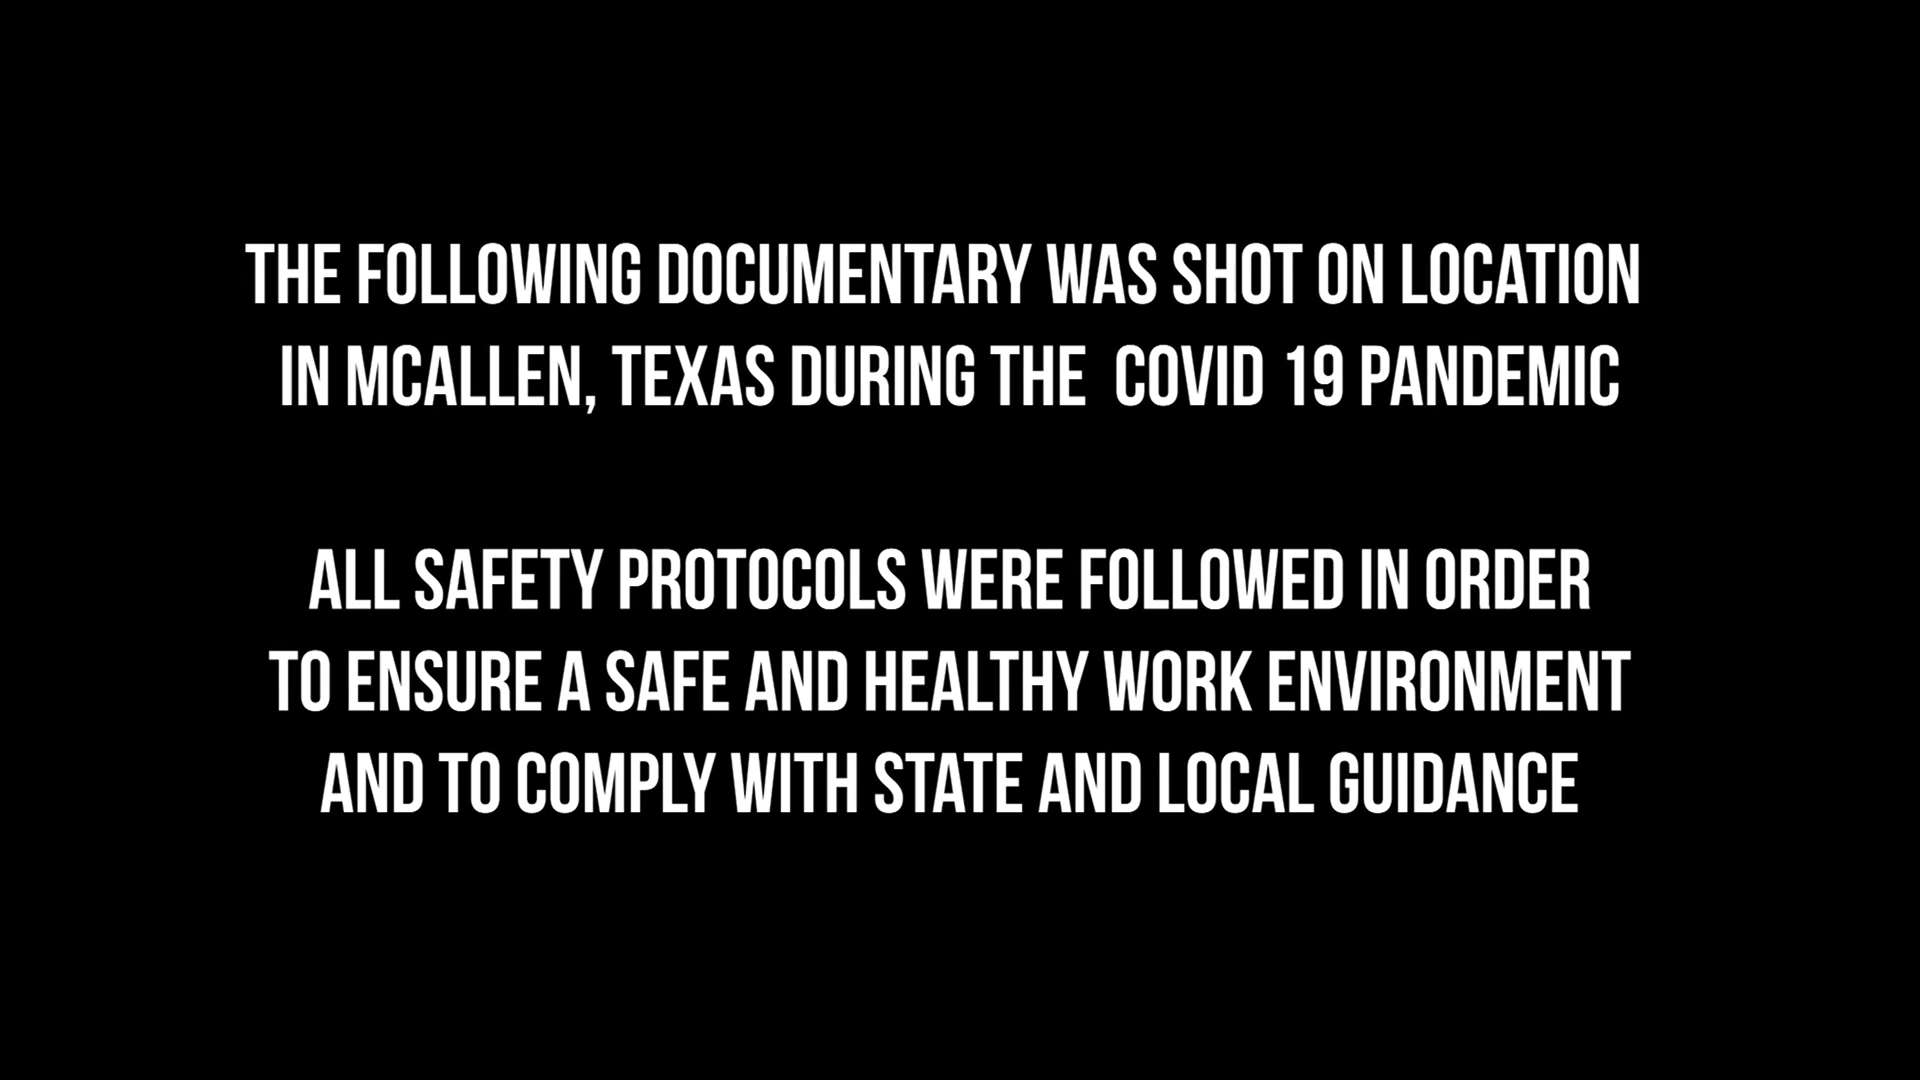 THE FOLLOWING DOCUMENTARY WAS SHOT ON LOCATION
IN MCALLEN, TEXAS DURING THE  COVID 19 PANDEMIC
ALL SAFETY PROTOCOLS WERE FOLLOWED IN ORDER
TO ENSURE A SAFE AND HEALTHY WORK ENVIRONMENT
AND TO COMPLY WITH STATE AND LOCAL GUIDANCE